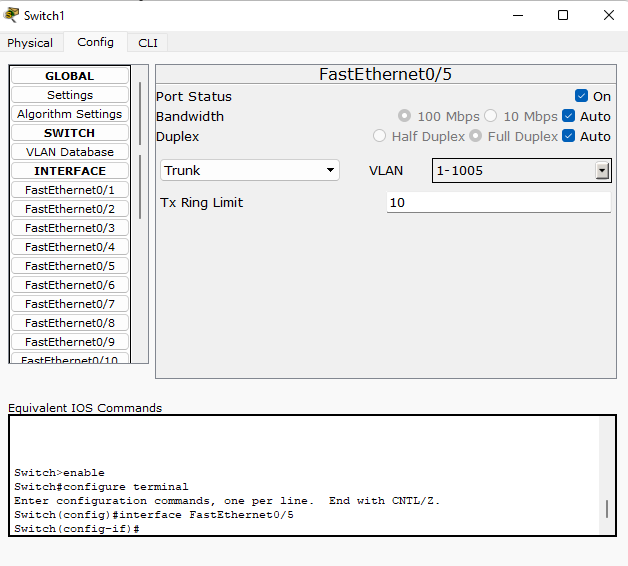 Switch1
Physical Config CLI
GLOBAL
Settings
Algorithm Settings
SWITCH
VLAN Database
INTERFACE
FastEthernet0/1
FastEthernet0/2
FastEthernet0/3
FastEthernet0/4
FastEthernet0/5
FastEthernet0/6
FastEthernet0/7
FastEthernet0/8
FastEthernet0/9
FastEthernet0/10
FastEthernet0/5
Port Status On
Bandwidth 100 Mbps 10 Mbps Auto
Duplex Half Duplex Full Duplex Auto
Trunk VLAN 1-1005
Tx Ring Limit 10
Equivalent IOS Commands
Switch>enable
Switch#configure terminal
Enter configuration commands, one per line.  End with CNTL/Z.
Switch(config)#interface FastEthernet0/5
Switch(config-if)#